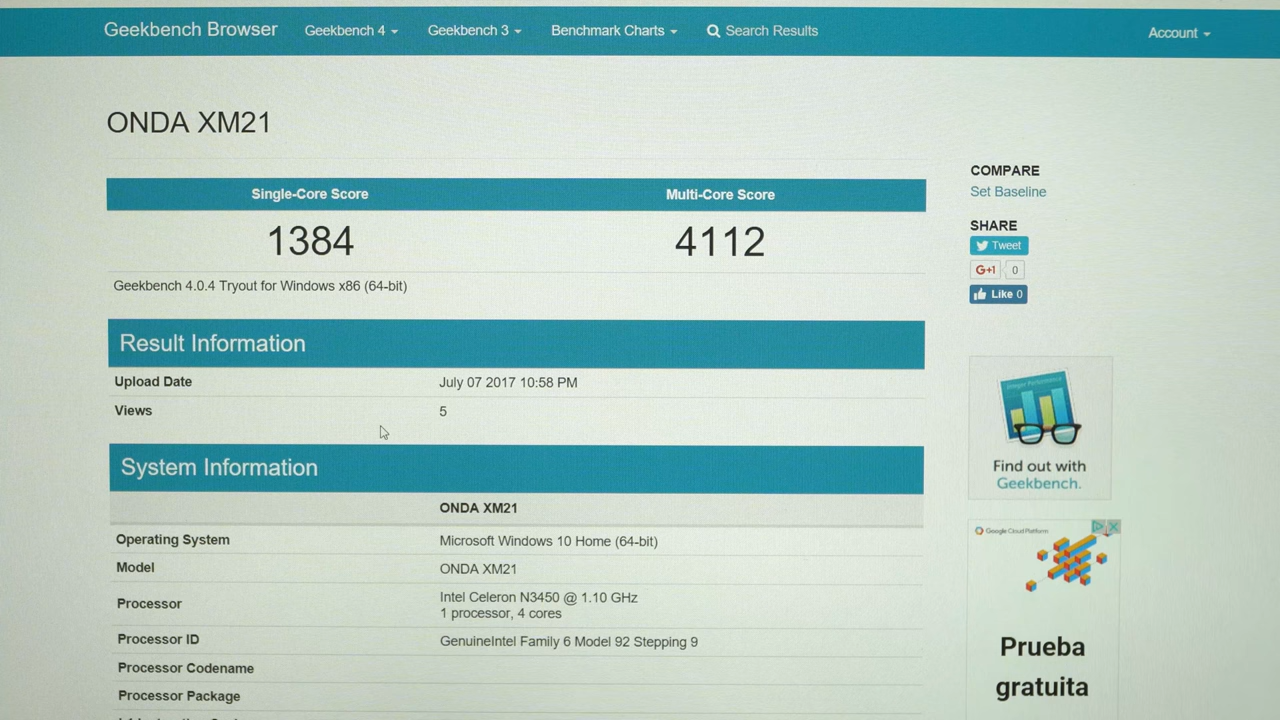 Geekbench Browser Geekbench 4 Geekbench 3 Benchmark Charts Search Results Account
ONDA XM21
Single-Core Score Multi-Core Score
1384 4112
Geekbench 4.0.4 Tryout for Windows x86 (64-bit)
Result Information
Upload Date July 07 2017 10:58 PM
Views 5
System Information
ONDA XM21
Operating System Microsoft Windows 10 Home (64-bit)
Model ONDA XM21
Processor Intel Celeron N3450 @ 1.10 GHz
1 processor, 4 cores
Processor ID GenuineIntel Family 6 Model 92 Stepping 9
Processor Codename
Processor Package
COMPARE
Set Baseline
SHARE
Tweet
G+1 0
Like 0
Integer Performance
Find out with
Geekbench.
Google Cloud Platform
Prueba
gratuita